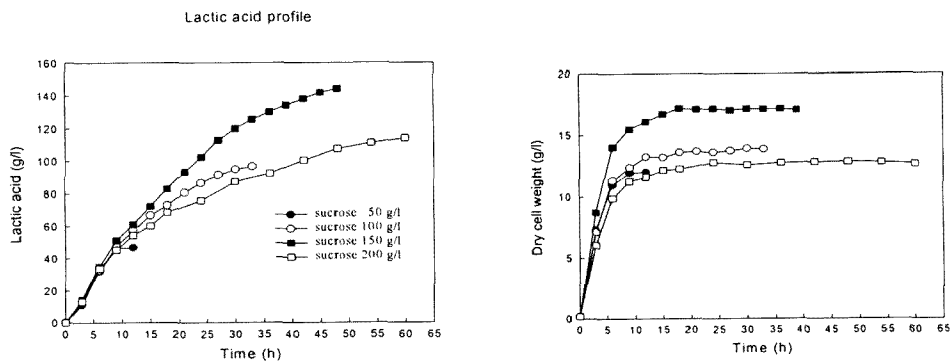 Lactic acid profile
Lactic acid (g/l)
160
140
120
100
80
60
40
20
0
sucrose 50 g/l
sucrose 100 g/l
sucrose 150 g/l
sucrose 200 g/l
0 5 10 15 20 25 30 35 40 45 50 55 60 65
Time (h)
Dry cell weight (g/l)
20
15
10
5
0
0 5 10 15 20 25 30 35 40 45 50 55 60 65
Time (h)